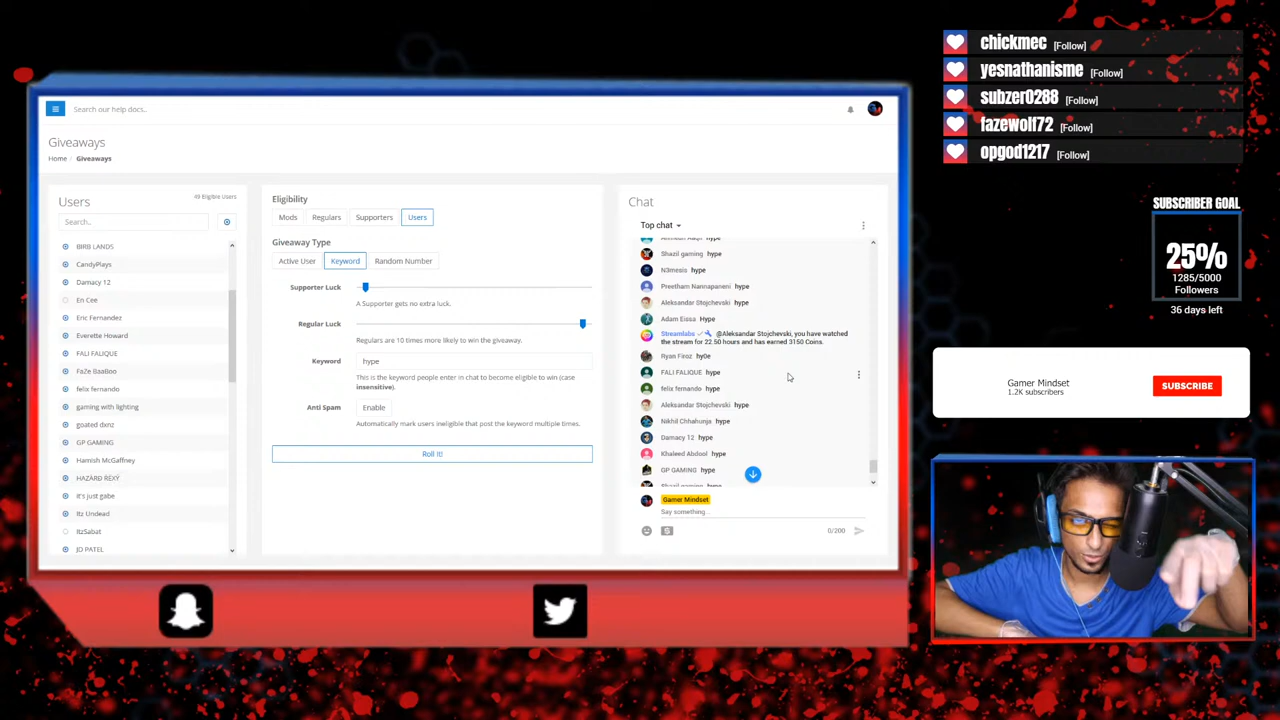 Search our help docs..
Giveaways
Home / Giveaways
Users
49 Eligible Users
Search..
BIRB LANDS
CandyPlays
Damacy 12
En Cee
Eric Fernandez
Everette Howard
FALI FALIQUE
FaZe BaaBoo
felix fernando
gaming with lighting
goated dxnz
GP GAMING
Hamish McGaffney
HAZARD REXY
it's just gabe
Itz Undead
ItzSabat
JD PATEL
Eligibility
Mods Regulars Supporters Users
Giveaway Type
Active User Keyword Random Number
Supporter Luck
A Supporter gets no extra luck.
Regular Luck
Regulars are 10 times more likely to win the giveaway.
Keyword hype
This is the keyword people enter in chat to become eligible to win (case
insensitive).
Anti Spam Enable
Automatically mark users ineligible that post the keyword multiple times.
Roll it!
Chat
Top chat
hype
Shazil gaming hype
N3mesis hype
Preetham Nannapaneni hype
Aleksandar Stojchevski hype
Adam Eissa Hype
Streamlabs @Aleksandar Stojchevski, you have watched
the stream for 22.50 hours and has earned 3150 Coins.
Ryan Firoz hy0e
FALI FALIQUE hype
felix fernando hype
Aleksandar Stojchevski hype
Nikhil Chhahunja hype
Damacy 12 hype
Khaleed Abdool hype
GP GAMING hype
Shazil gaming hype
Gamer Mindset
Say something...
0/200
chickmec [Follow]
yesnathanisme [Follow]
subzer0288 [Follow]
fazewolf72 [Follow]
opgod1217 [Follow]
SUBSCRIBER GOAL
25%
1285/5000
Followers
36 days left
Gamer Mindset
1.2K subscribers
SUBSCRIBE